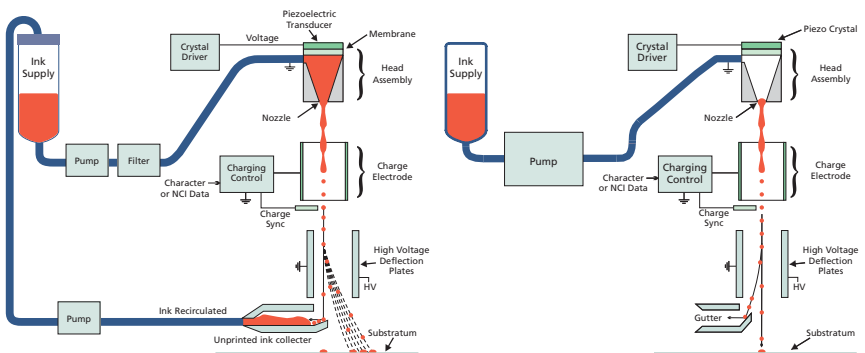 Piezoelectric
Transducer
Voltage
Membrane
Crystal
Driver
Ink
Supply
Head
Assembly
Nozzle
Pump
Filter
Charging
Control
Character
or NCI Data
Charge
Electrode
Charge
Sync
High Voltage
Deflection
Plates
HV
Ink Recirculated
Pump
Unprinted ink collecter
Substratum
Piezo Crystal
Crystal
Driver
Ink
Supply
Head
Assembly
Nozzle
Pump
Charging
Control
Character
or NCI Data
Charge
Electrode
Charge
Sync
High Voltage
Deflection
Plates
HV
Gutter
Substratum